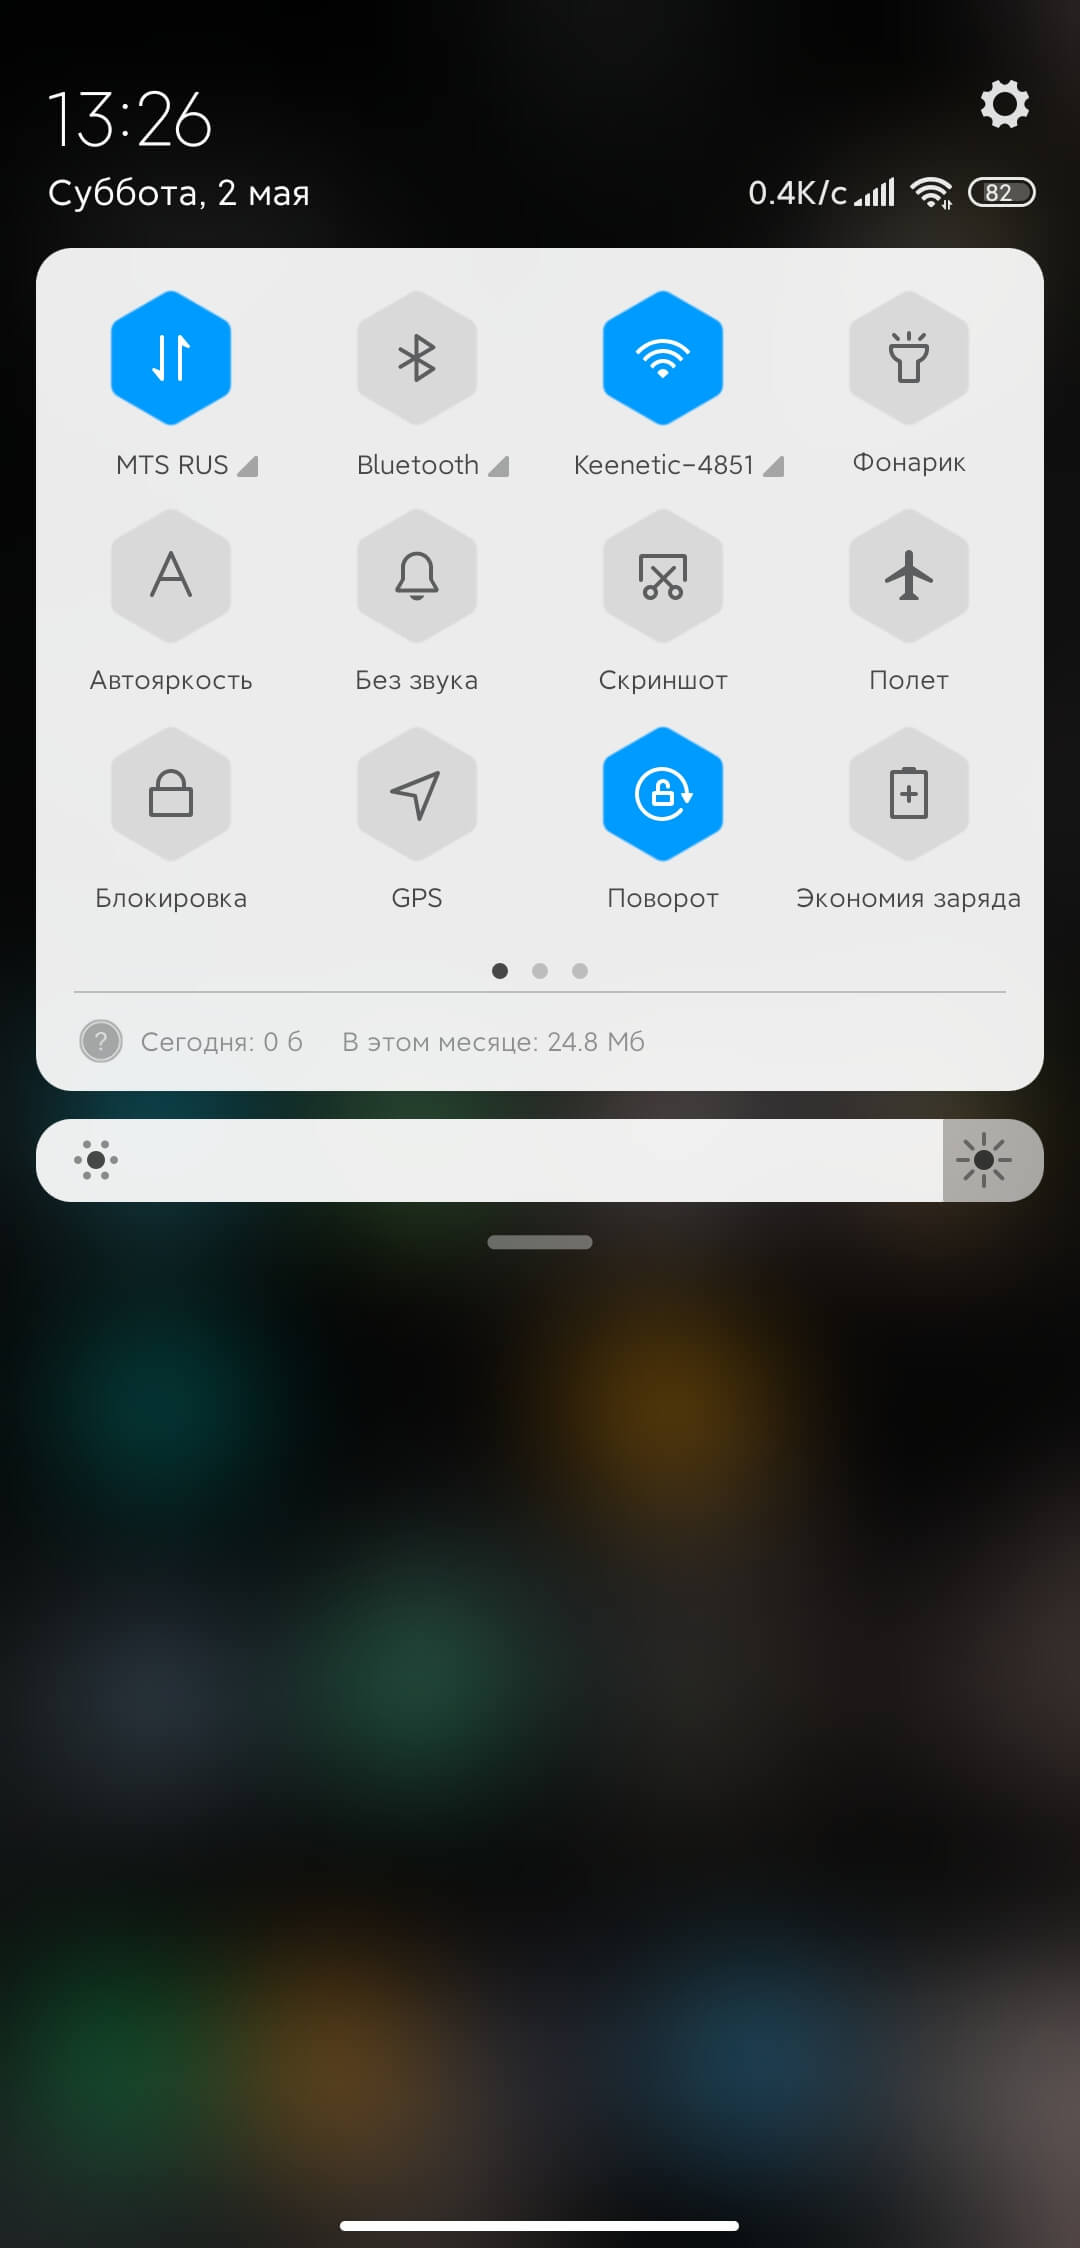 13:26
Суббота, 2 мая
0.4K/c 82
MTS RUS Bluetooth Keenetic-4851 Фонарик
Автояркость Без звука Скриншот Полет
Блокировка GPS Поворот Экономия заряда
? Сегодня: 0 б В этом месяце: 24.8 Мб